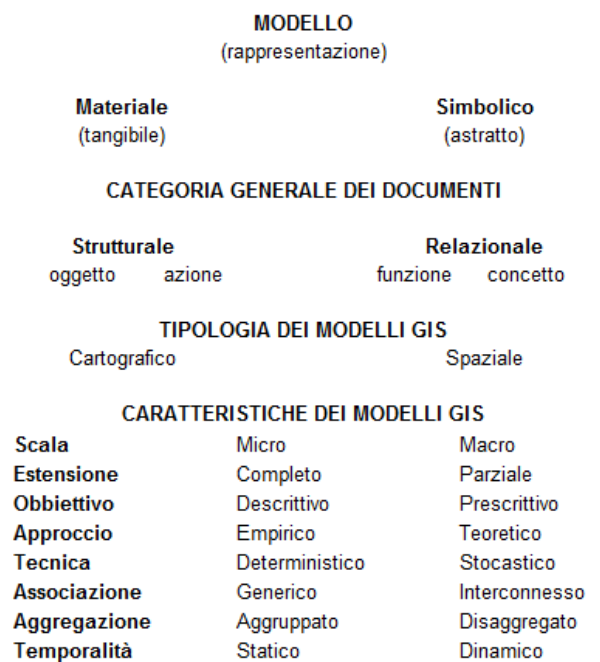 MODELLO
(rappresentazione)
Materiale Simbolico
(tangibile) (astratto)
CATEGORIA GENERALE DEI DOCUMENTI
Strutturale Relazionale
oggetto azione funzione concetto
TIPOLOGIA DEI MODELLI GIS
Cartografico Spaziale
CARATTERISTICHE DEI MODELLI GIS
Scala Micro Macro
Estensione Completo Parziale
Obbiettivo Descrittivo Prescrittivo
Approccio Empirico Teoretico
Tecnica Deterministico Stocastico
Associazione Generico Interconnesso
Aggregazione Aggruppato Disaggregato
Temporalità Statico Dinamico